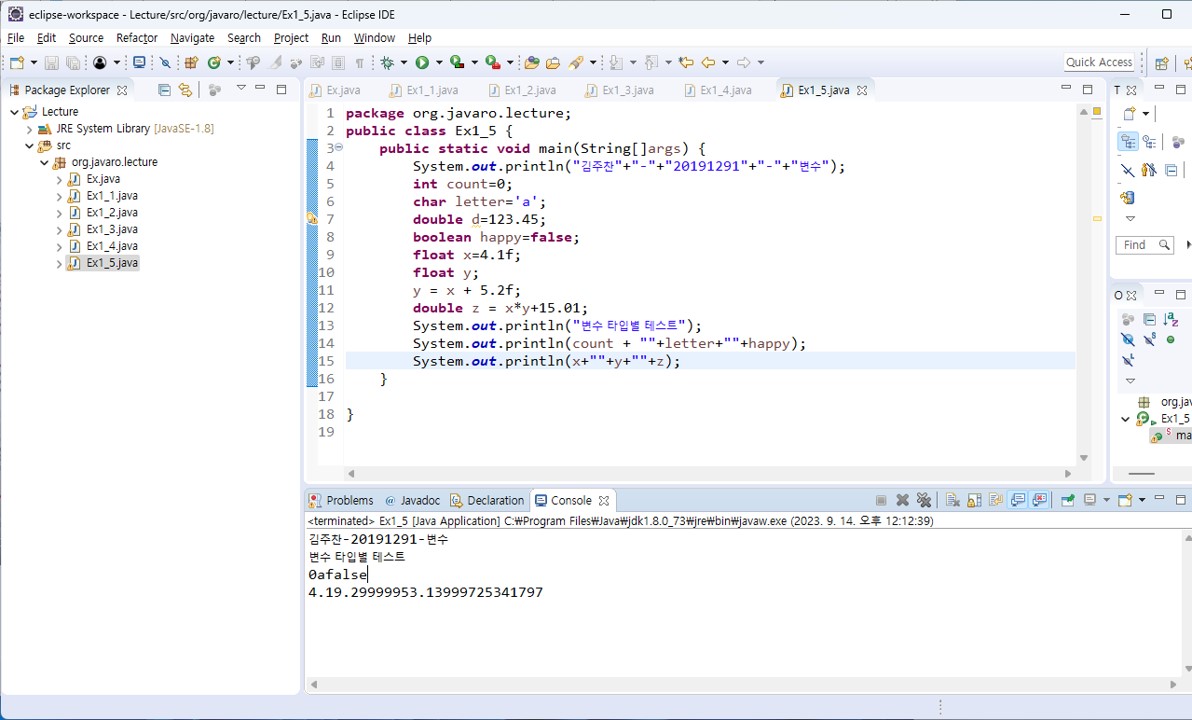 eclipse-workspace - Lecture/src/org/javaro/lecture/Ex1_5.java - Eclipse IDE
File Edit Source Refactor Navigate Search Project Run Window Help
Quick Access
Package Explorer
Lecture
JRE System Library [JavaSE-1.8]
src
org.javaro.lecture
Ex.java
Ex1_1.java
Ex1_2.java
Ex1_3.java
Ex1_4.java
Ex1_5.java
Ex.java Ex1_1.java Ex1_2.java Ex1_3.java Ex1_4.java Ex1_5.java
1 package org.javaro.lecture;
2 public class Ex1_5 {
3 public static void main(String[]args) {
4 System.out.println("김주찬"+"-"+"20191291"+"-"+"변수");
5 int count=0;
6 char letter='a';
7 double d=123.45;
8 boolean happy=false;
9 float x=4.1f;
10 float y;
11 y = x + 5.2f;
12 double z = x*y+15.01;
13 System.out.println("변수 타입별 테스트");
14 System.out.println(count + ""+letter+""+happy);
15 System.out.println(x+""+y+""+z);
16 }
17
18 }
19
T
Find
O
org.jav
Ex1_5
ma
Problems @ Javadoc Declaration Console
<terminated> Ex1_5 [Java Application] C:₩Program Files₩Java₩jdk1.8.0_73₩jre₩bin₩javaw.exe (2023. 9. 14. 오후 12:12:39)
김주찬-20191291-변수
변수 타입별 테스트
0afalse
4.19.29999953.13999725341797